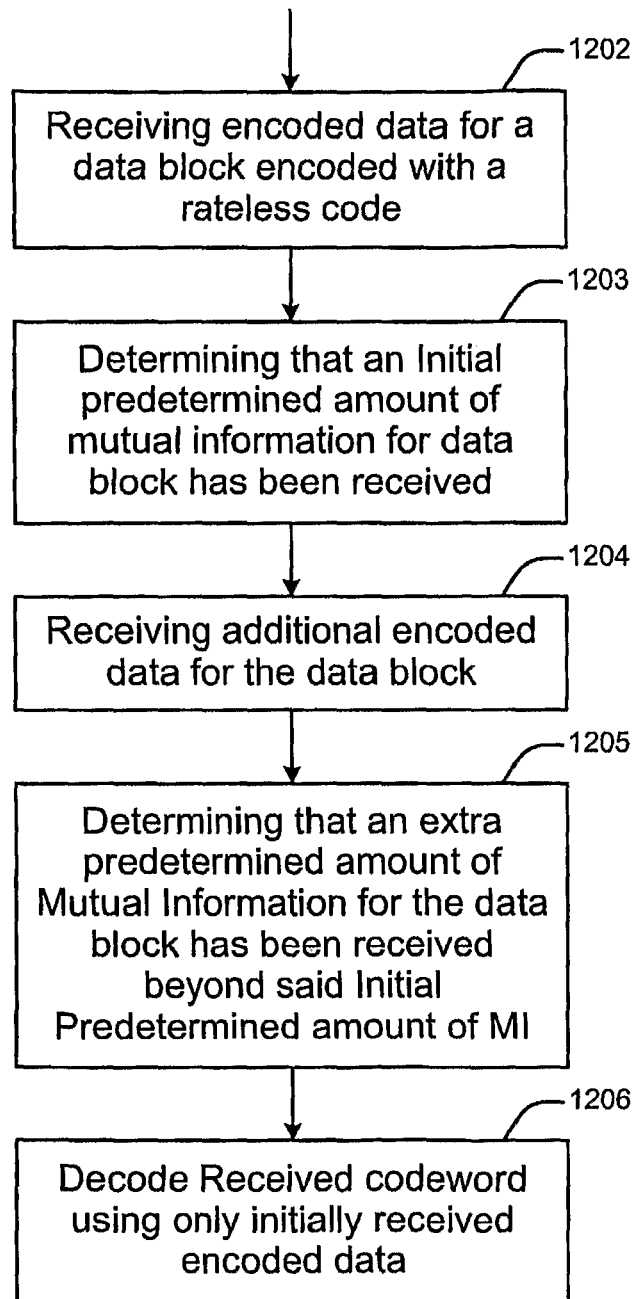 1202
Receiving encoded data for a
data block encoded with a
rateless code
1203
Determining that an Initial
predetermined amount of
mutual information for data
block has been received
1204
Receiving additional encoded
data for the data block
1205
Determining that an extra
predetermined amount of
Mutual Information for the data
block has been received
beyond said Initial
Predetermined amount of MI
1206
Decode Received codeword
using only initially received
encoded data